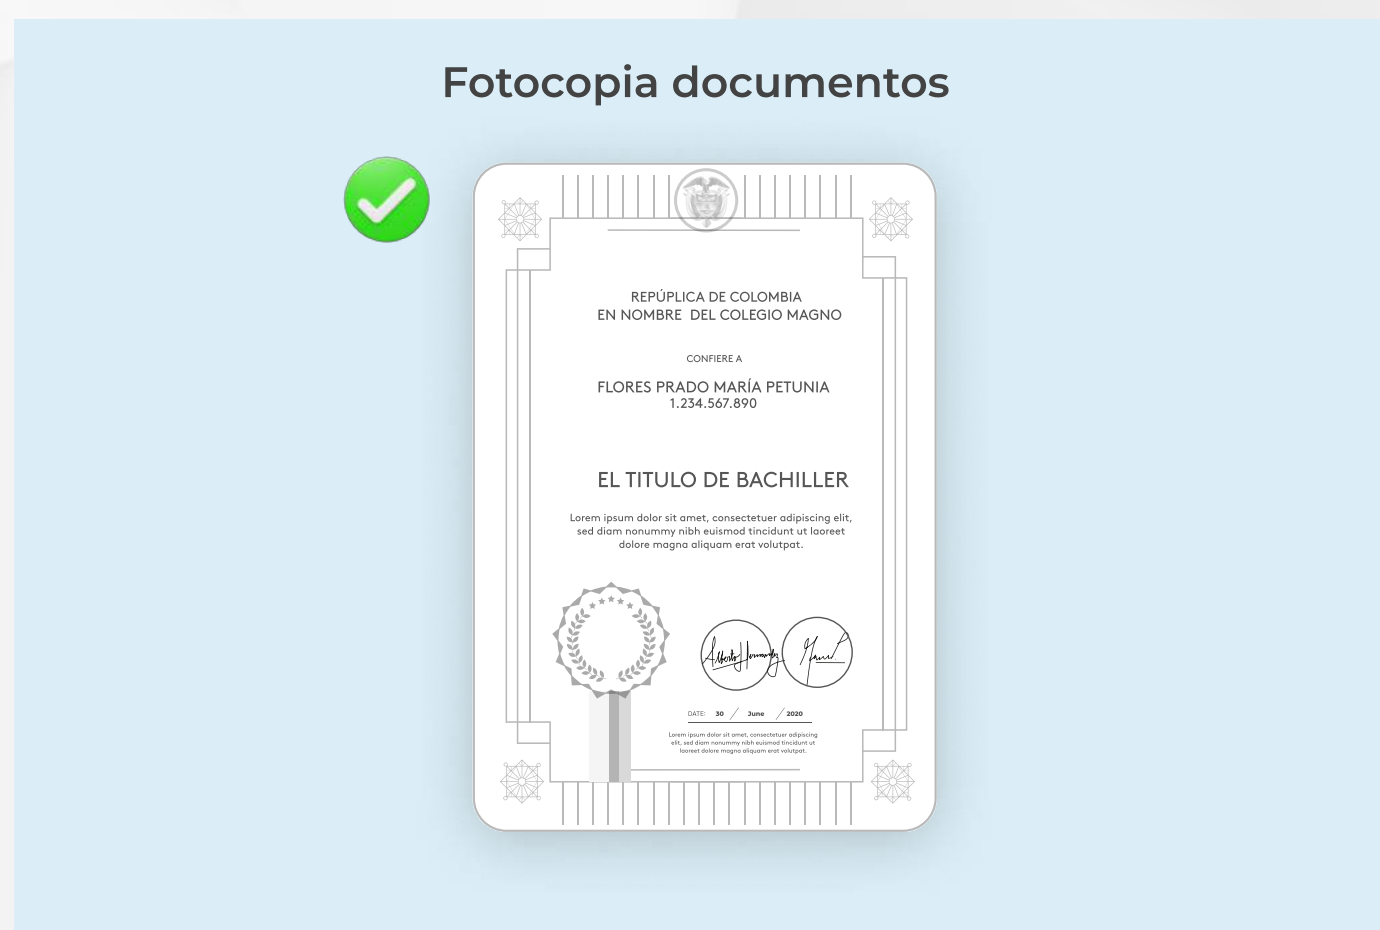 Fotocopia documentos
REPÚPLICA DE COLOMBIA
EN NOMBRE DEL COLEGIO MAGNO
CONFIERE A
FLORES PRADO MARÍA PETUNIA
1.234.567.890
EL TITULO DE BACHILLER
Lorem ipsum dolor sit amet, consectetuer adipiscing elit,
sed diam nonummy nibh euismod tincidunt ut laoreet
dolore magna aliquam erat volutpat.
Alberto Hernandez
DATE: 30 / June / 2020
Lorem ipsum dolor sit amet, consectetuer adipiscing
elit, sed diam nonummy nibh euismod tincidunt ut
laoreet dolore magna aliquam erat volutpat.